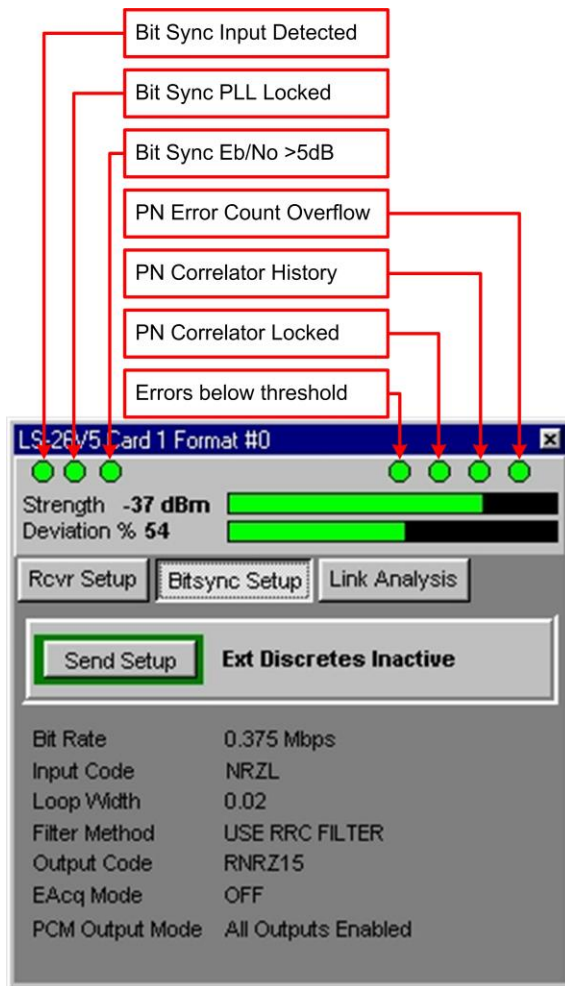 Bit Sync Input Detected
Bit Sync PLL Locked
Bit Sync Eb/No >5dB
PN Error Count Overflow
PN Correlator History
PN Correlator Locked
Errors below threshold
LS-26V5 Card 1 Format #0
Strength -37 dBm
Deviation % 54
Rcvr Setup Bitsync Setup Link Analysis
Send Setup Ext Discretes Inactive
Bit Rate 0.375 Mbps
Input Code NRZL
Loop Width 0.02
Filter Method USE RRC FILTER
Output Code RNRZ15
EAcq Mode OFF
PCM Output Mode All Outputs Enabled